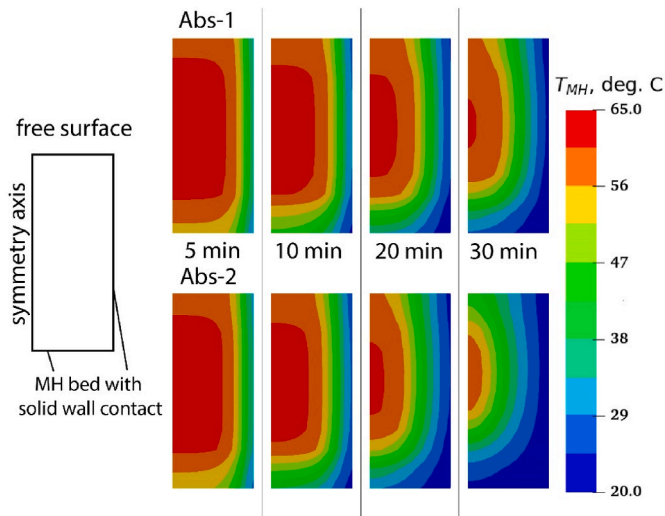 Abs-1
T_MH, deg. C
65.0
free surface
56
symmetry axis
5 min 10 min 20 min 30 min
47
Abs-2
38
MH bed with
solid wall contact
29
20.0